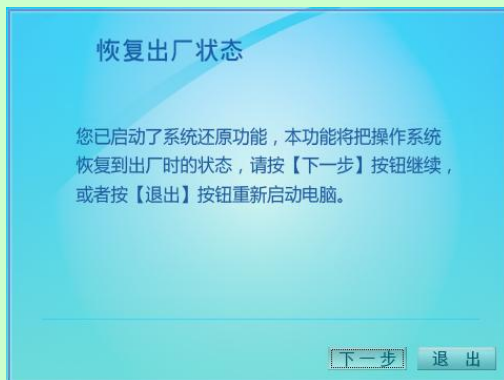 恢复出厂状态
您已启动了系统还原功能，本功能将把操作系统
恢复到出厂时的状态，请按【下一步】按钮继续，
或者按【退出】按钮重新启动电脑。
下一步 退 出